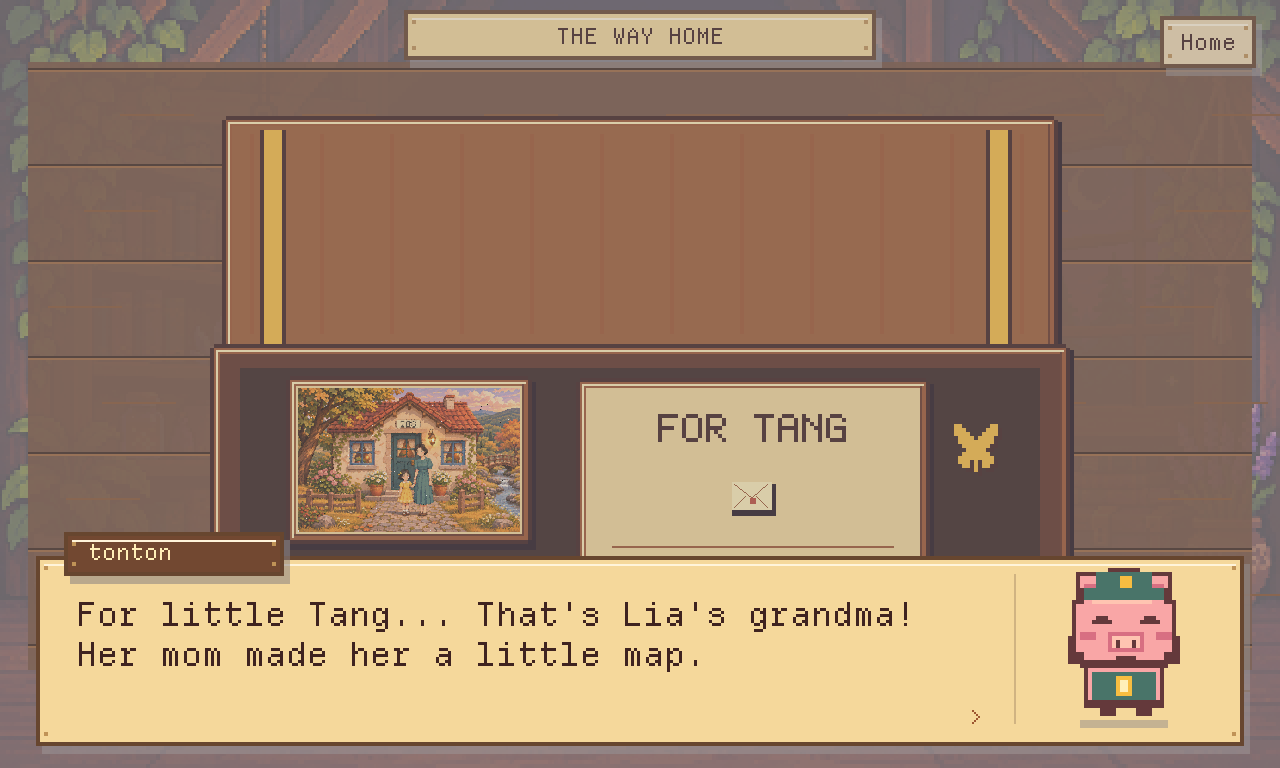 THE WAY HOME
Home
FOR TANG
tonton
For little Tang... That's Lia's grandma!
Her mom made her a little map.